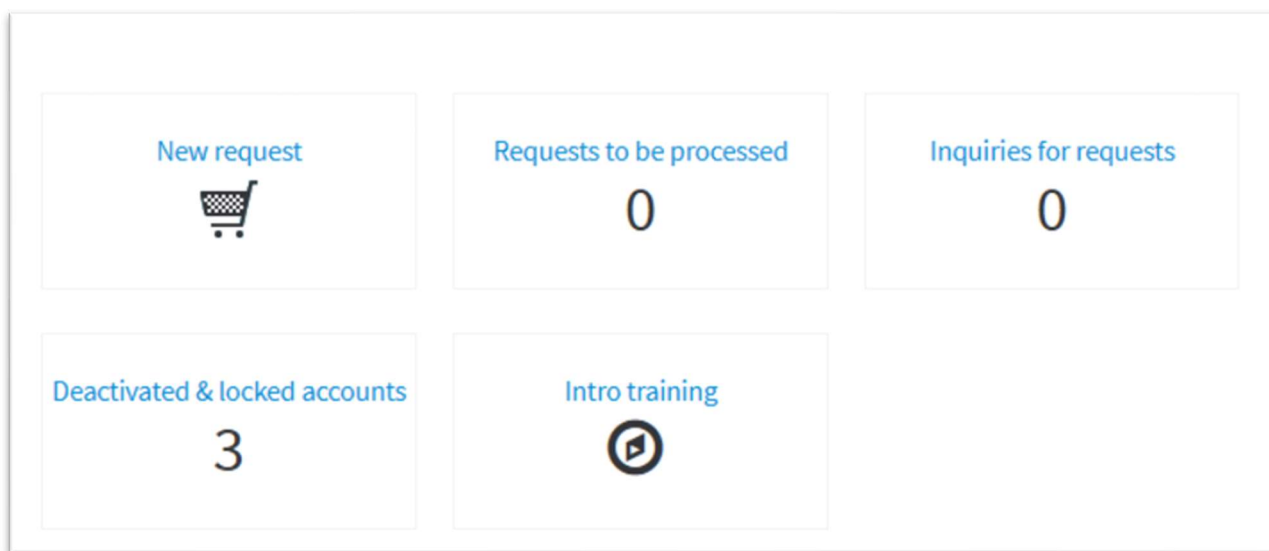 New request
Requests to be processed
0
Inquiries for requests
0
Deactivated & locked accounts
3
Intro training